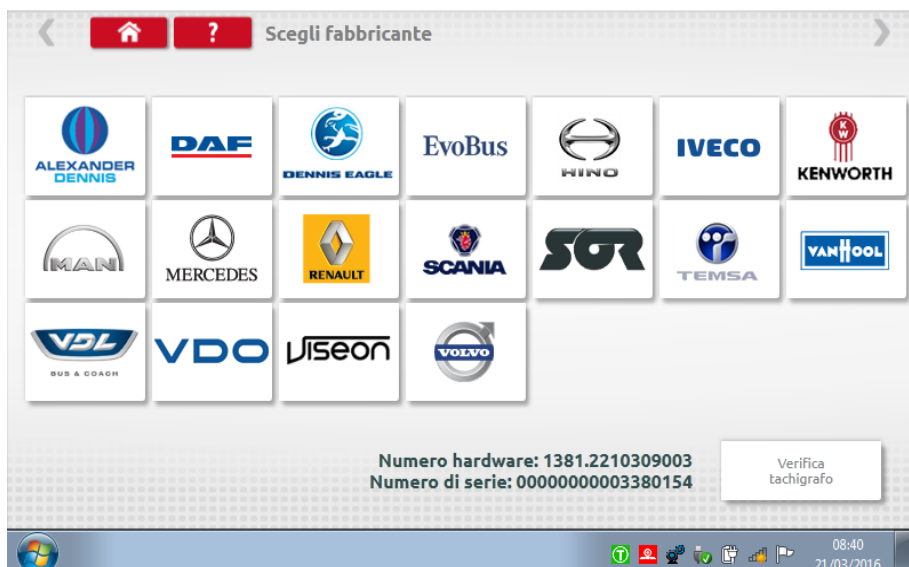 ? Scegli fabbricante
ALEXANDER
DENNIS
DAF
DENNIS EAGLE
EvoBus
HINO
IVECO
KW
KENWORTH
MAN
MERCEDES
RENAULT
SCANIA
SOR
TEMSA
VANHOOL
VDL
BUS & COACH
VDO
Viseon
VOLVO
Numero hardware: 1381.2210309003
Numero di serie: 00000000003380154
Verifica
tachigrafo
T
08:40
21/03/2016